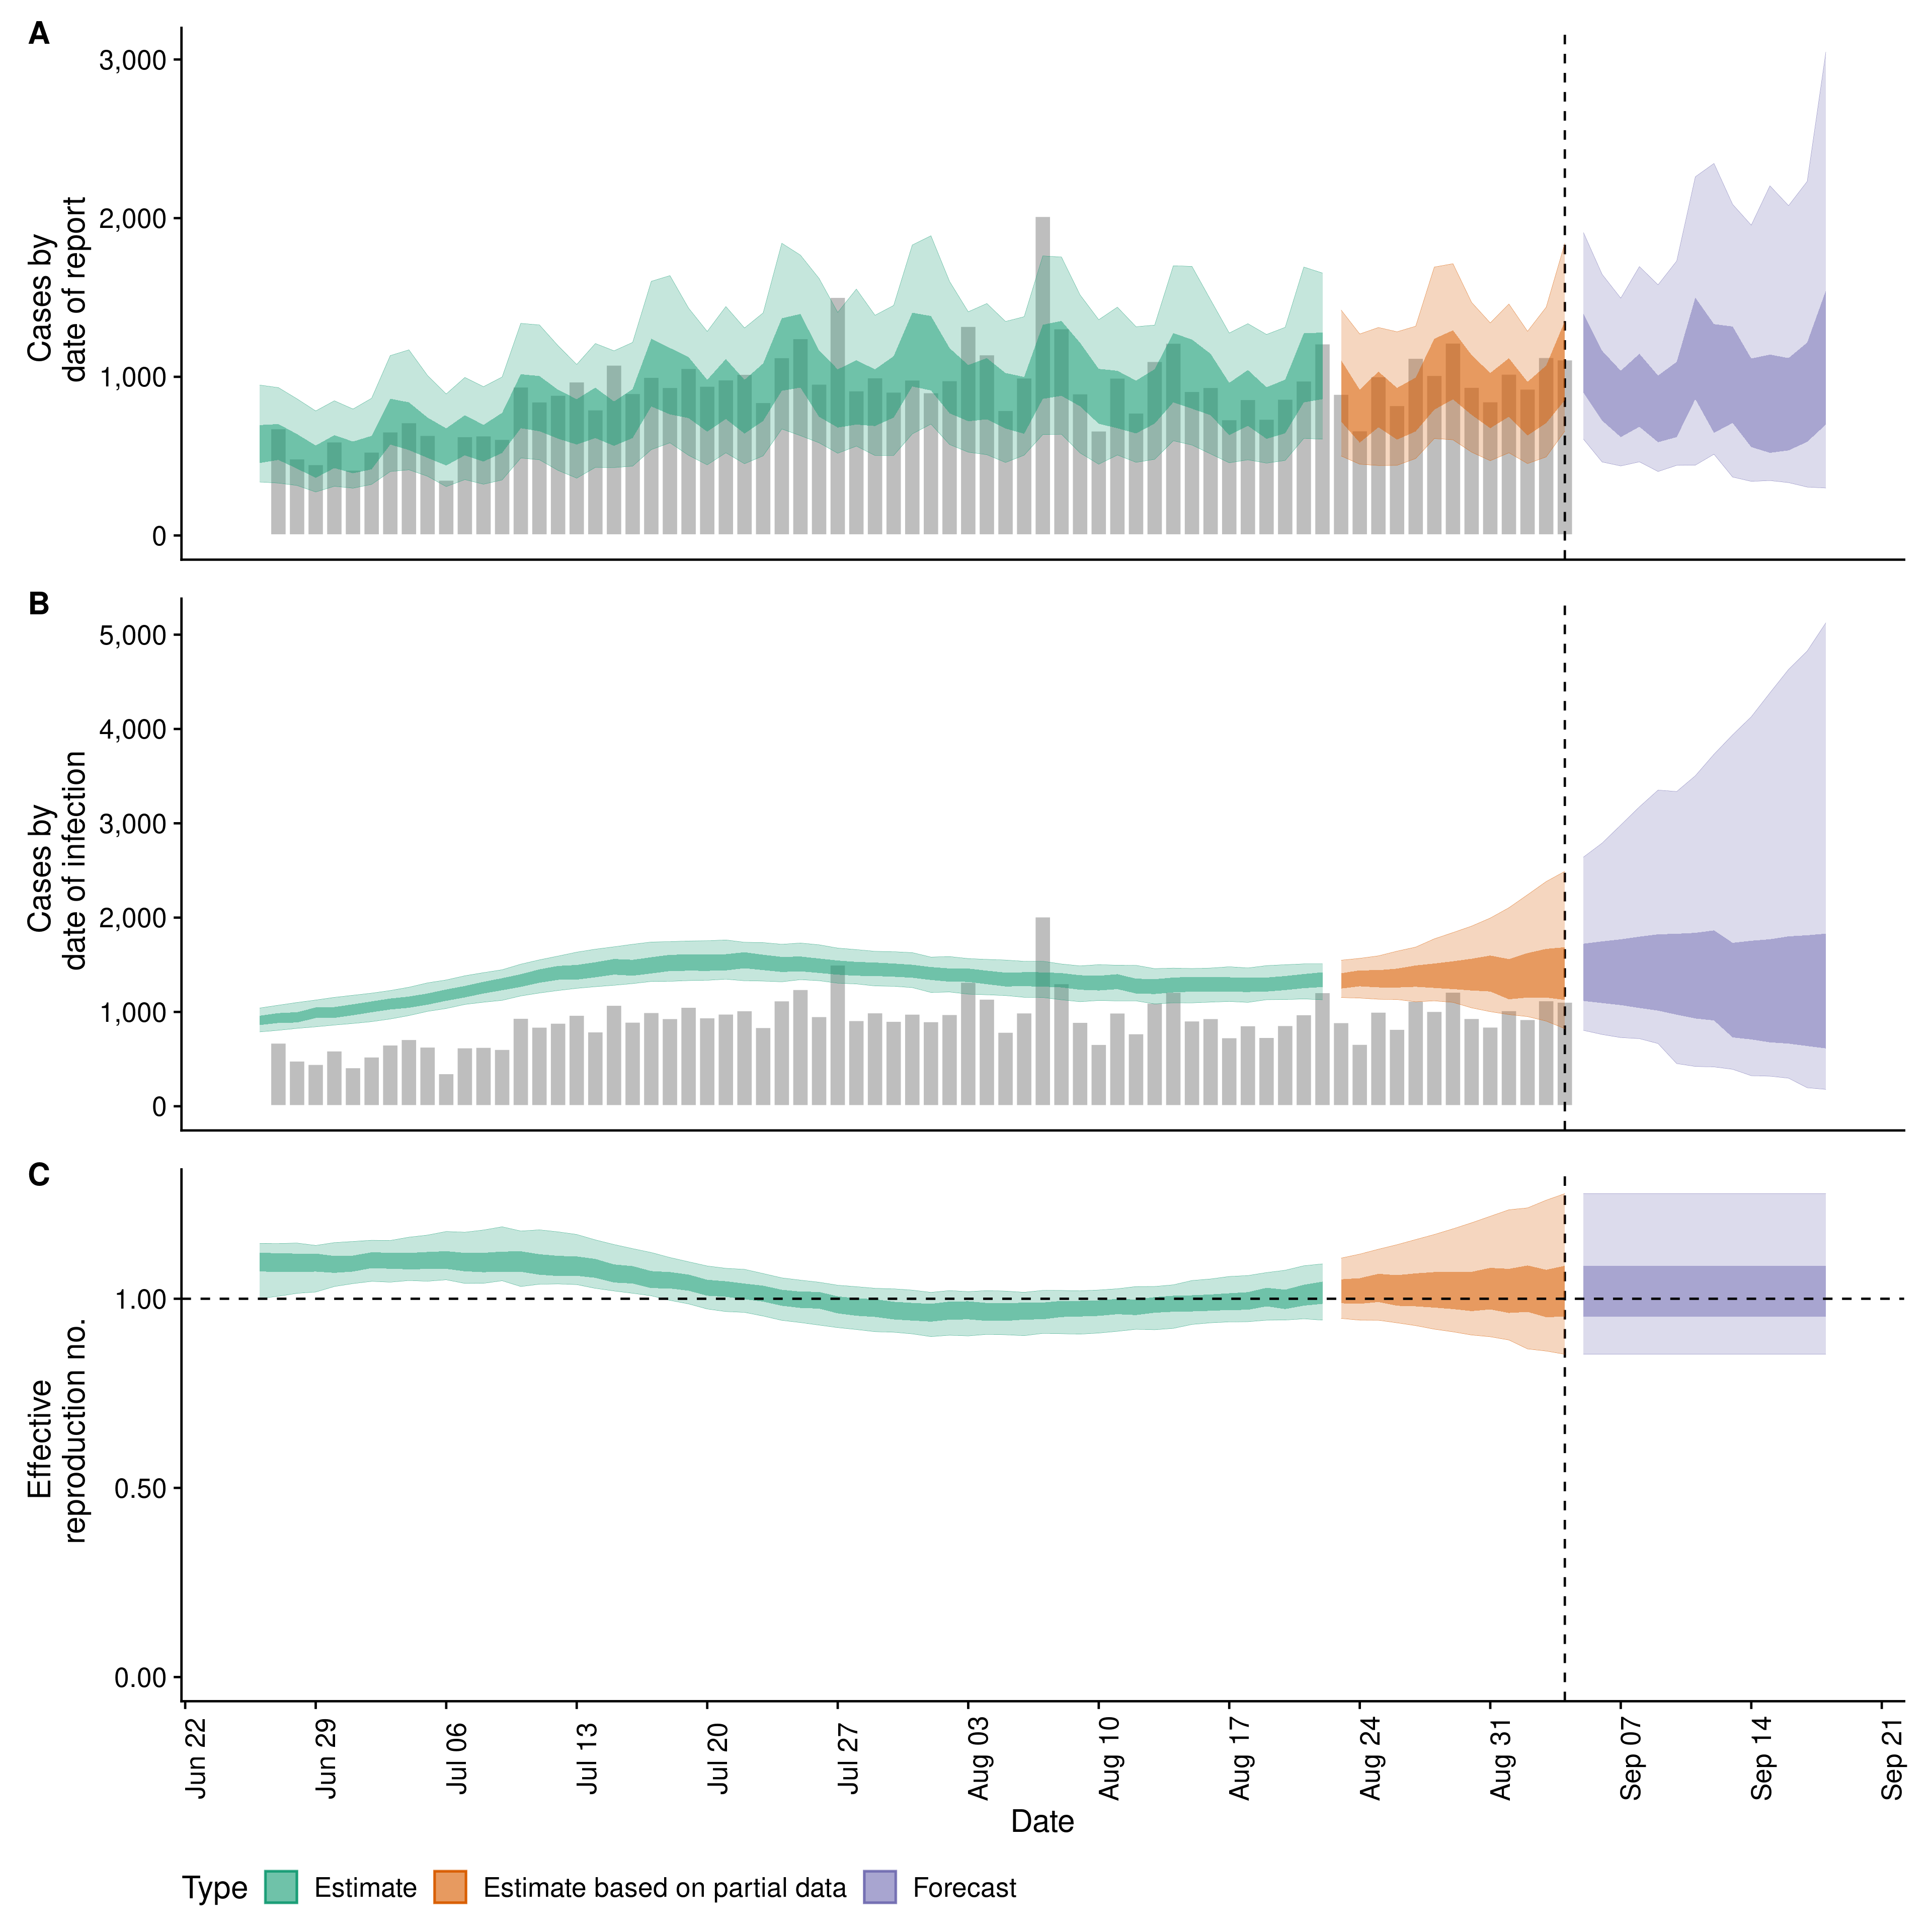 A
Cases by
date of report
3,000
2,000
1,000
0
B
Cases by
date of infection
5,000
4,000
3,000
2,000
1,000
0
C
Effective
reproduction no.
1.00
0.50
0.00
Jun 22
Jun 29
Jul 06
Jul 13
Jul 20
Jul 27
Aug 03
Aug 10
Aug 17
Aug 24
Aug 31
Sep 07
Sep 14
Sep 21
Date
Type
Estimate
Estimate based on partial data
Forecast